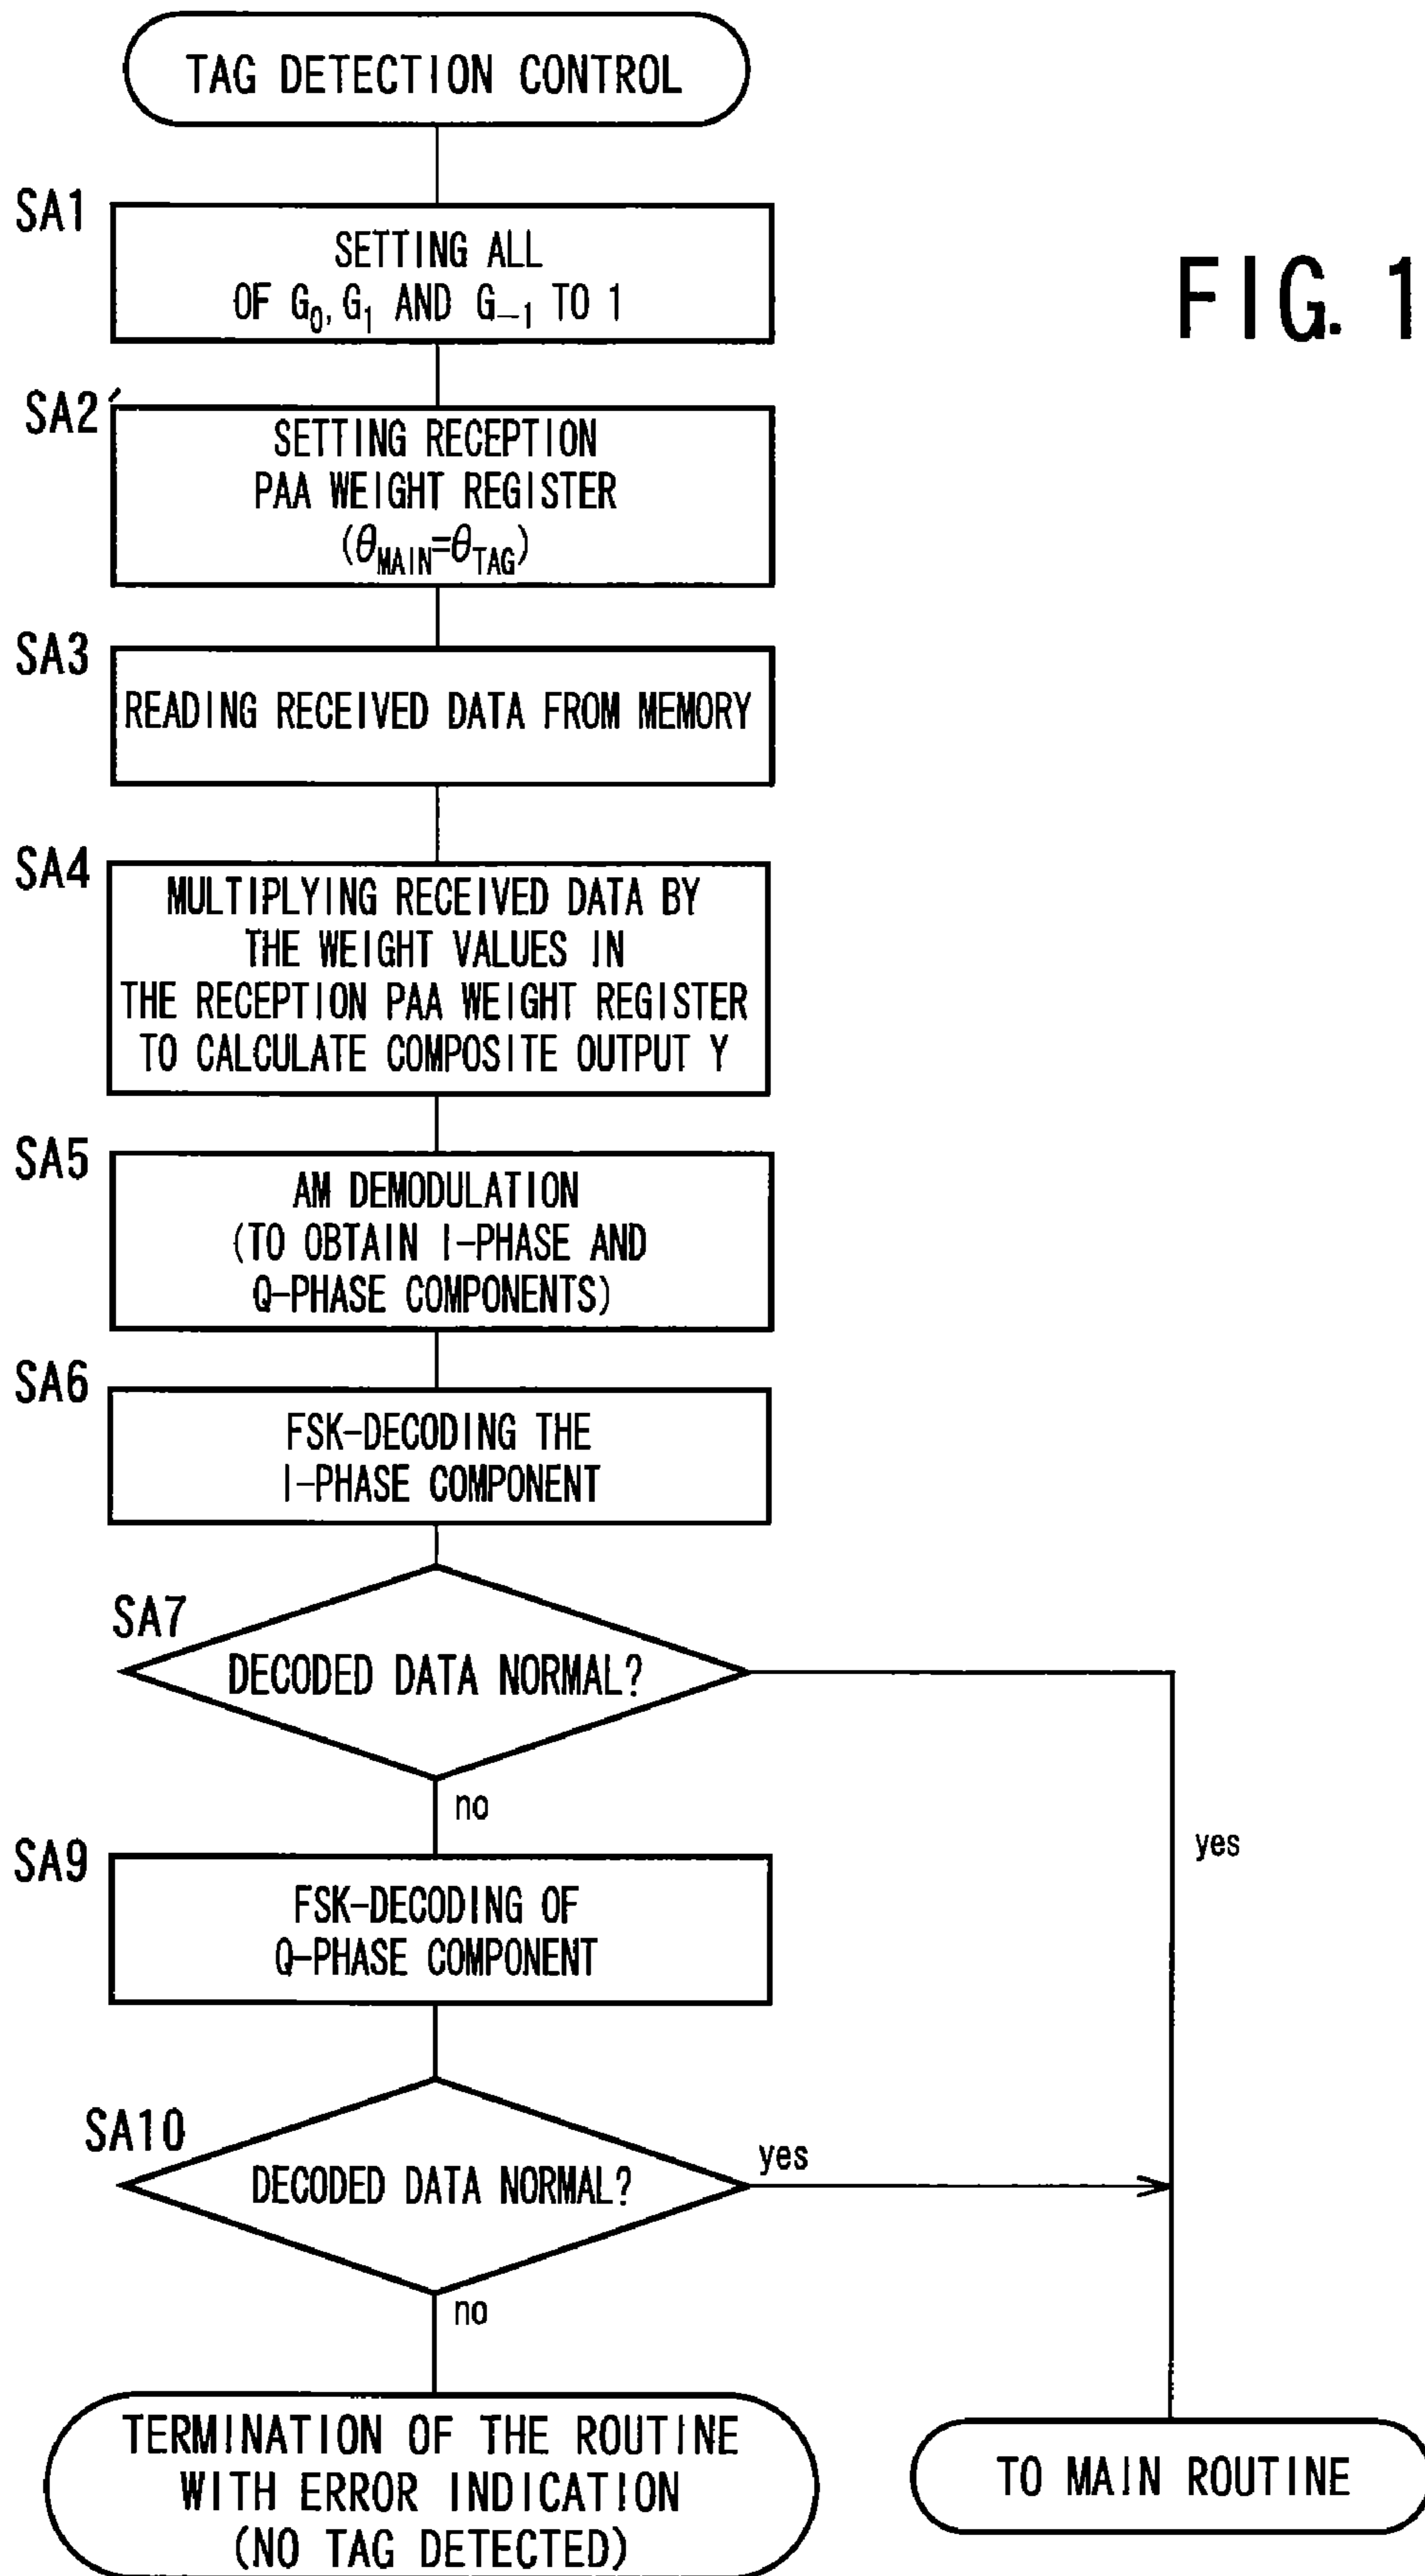 TAG DETECTION CONTROL
SA1
SETTING ALL
OF G₀, G₁ AND G₋₁ TO 1
FIG. 1
SA2′
SETTING RECEPTION
PAA WEIGHT REGISTER
(θMAIN=θTAG)
SA3
READING RECEIVED DATA FROM MEMORY
SA4
MULTIPLYING RECEIVED DATA BY
THE WEIGHT VALUES IN
THE RECEPTION PAA WEIGHT REGISTER
TO CALCULATE COMPOSITE OUTPUT Y
SA5
AM DEMODULATION
(TO OBTAIN I-PHASE AND
Q-PHASE COMPONENTS)
SA6
FSK-DECODING THE
I-PHASE COMPONENT
SA7
DECODED DATA NORMAL?
no
yes
SA9
FSK-DECODING OF
Q-PHASE COMPONENT
SA10
DECODED DATA NORMAL?
yes
no
TERMINATION OF THE ROUTINE
WITH ERROR INDICATION
(NO TAG DETECTED)
TO MAIN ROUTINE